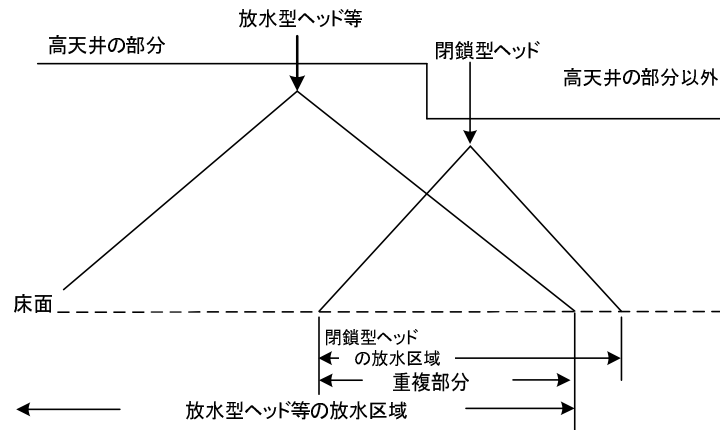 放水型ヘッド等
高天井の部分
閉鎖型ヘッド
高天井の部分以外
床面
閉鎖型ヘッド
の放水区域
重複部分
放水型ヘッド等の放水区域